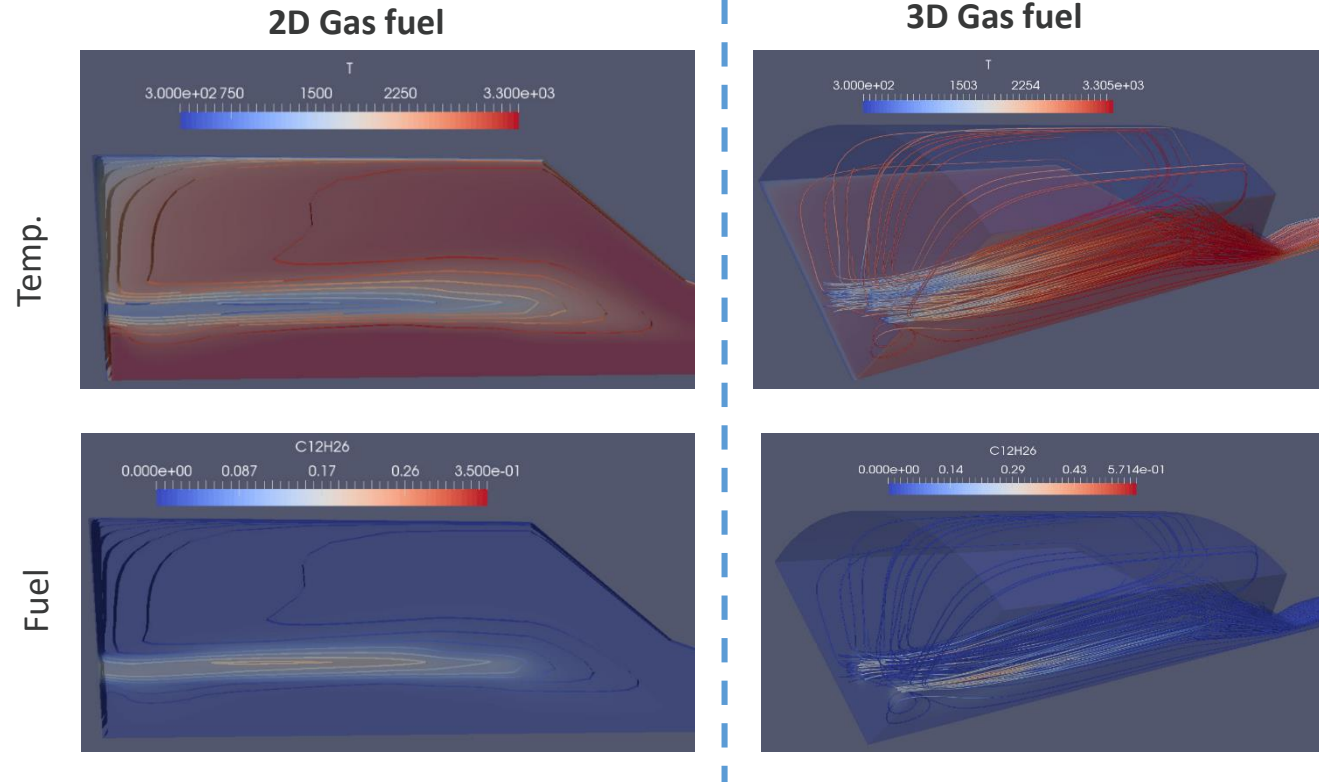 2D Gas fuel
3D Gas fuel
Temp.
T
3.000e+02 750 1500 2250 3.300e+03
T
3.000e+02 1503 2254 3.305e+03
Fuel
C12H26
0.000e+00 0.087 0.17 0.26 3.500e-01
C12H26
0.000e+00 0.14 0.29 0.43 5.714e-01